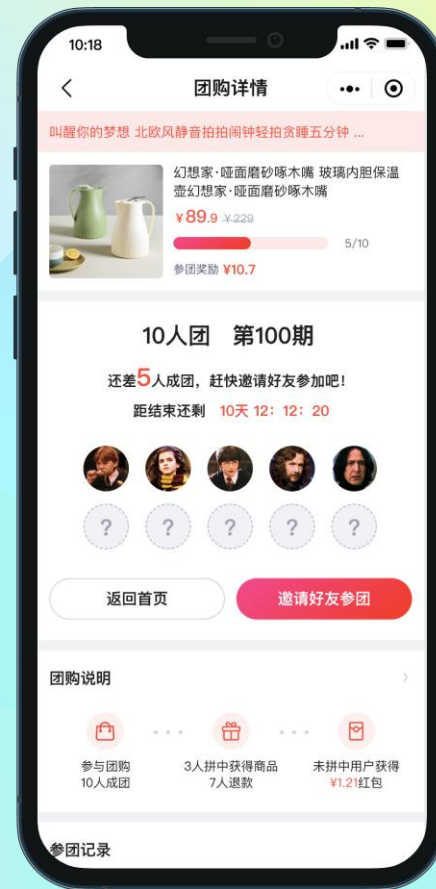 10:18
团购详情
叫醒你的梦想 北欧风静音拍拍闹钟轻拍贪睡五分钟 ...
幻想家·哑面磨砂啄木嘴 玻璃内胆保温
壶幻想家·哑面磨砂啄木嘴
¥89.9 ¥229
5/10
参团奖励 ¥10.7
10人团 第100期
还差5人成团，赶快邀请好友参加吧！
距结束还剩 10天 12：12：20
? ? ? ? ?
返回首页 邀请好友参团
团购说明
参与团购 3人拼中获得商品 未拼中用户获得
10人成团 7人退款 ¥1.21红包
参团记录